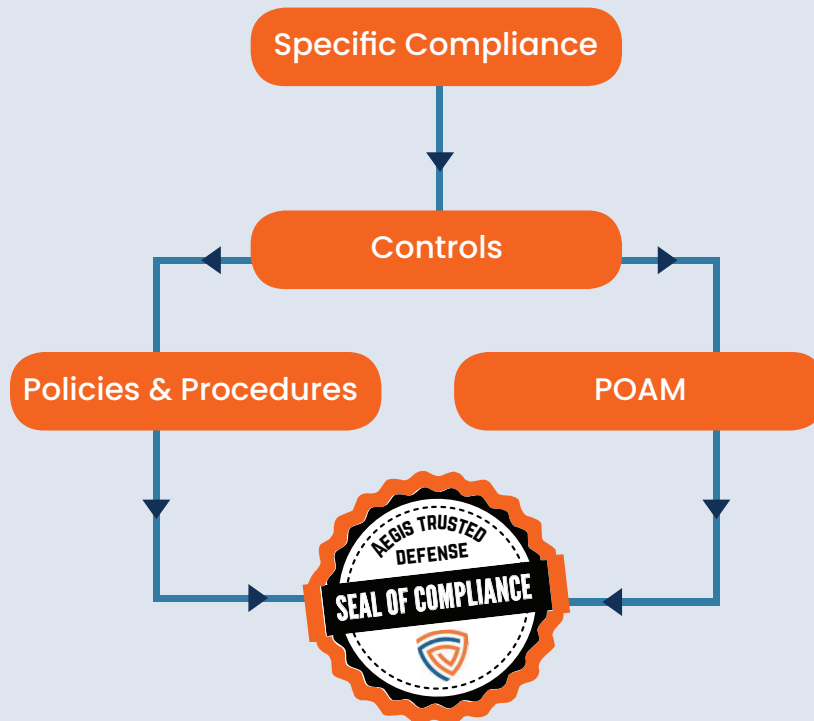 Specific Compliance
Controls
Policies & Procedures
POAM
AEGIS TRUSTED
DEFENSE
SEAL OF COMPLIANCE